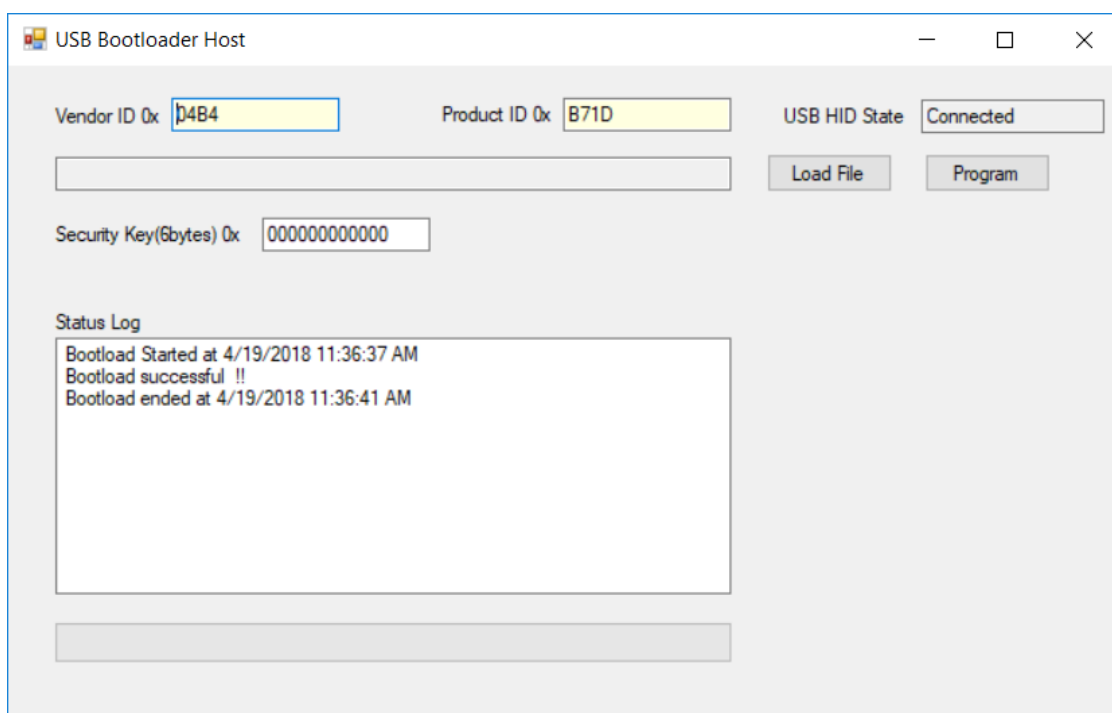 USB Bootloader Host
Vendor ID 0x 04B4 Product ID 0x B71D USB HID State Connected
Load File Program
Security Key(6bytes) 0x 000000000000
Status Log
Bootload Started at 4/19/2018 11:36:37 AM
Bootload successful !!
Bootload ended at 4/19/2018 11:36:41 AM